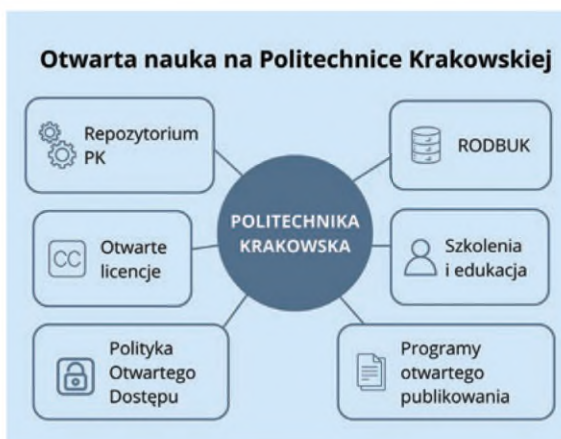 Otwarta nauka na Politechnice Krakowskiej
Repozytorium
PK
RODBUK
POLITECHNIKA
KRAKOWSKA
CC
Otwarte
licencje
Szkolenia
i edukacja
Polityka
Otwartego
Dostępu
Programy
otwartego
publikowania